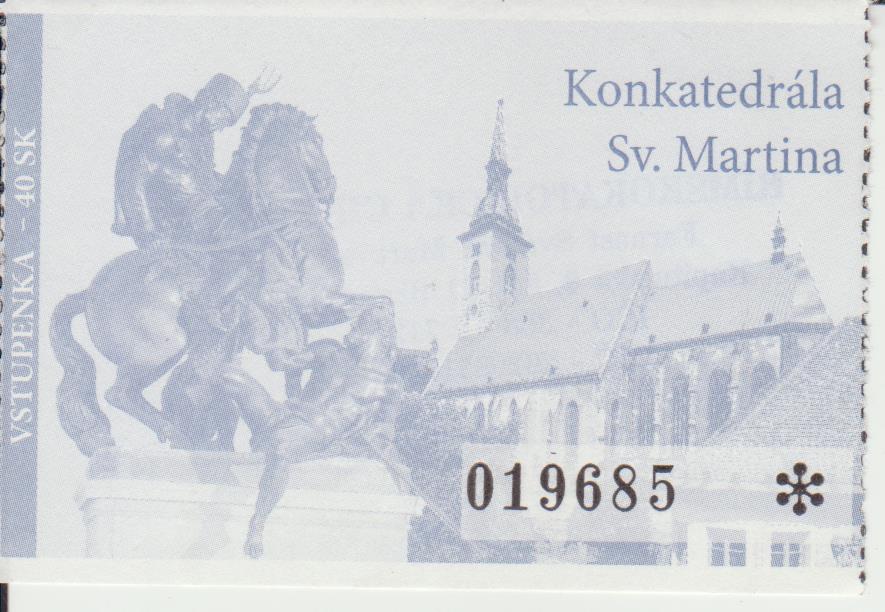 Konkatedrála
Sv. Martina
VSTUPENKA – 40 SK
019685